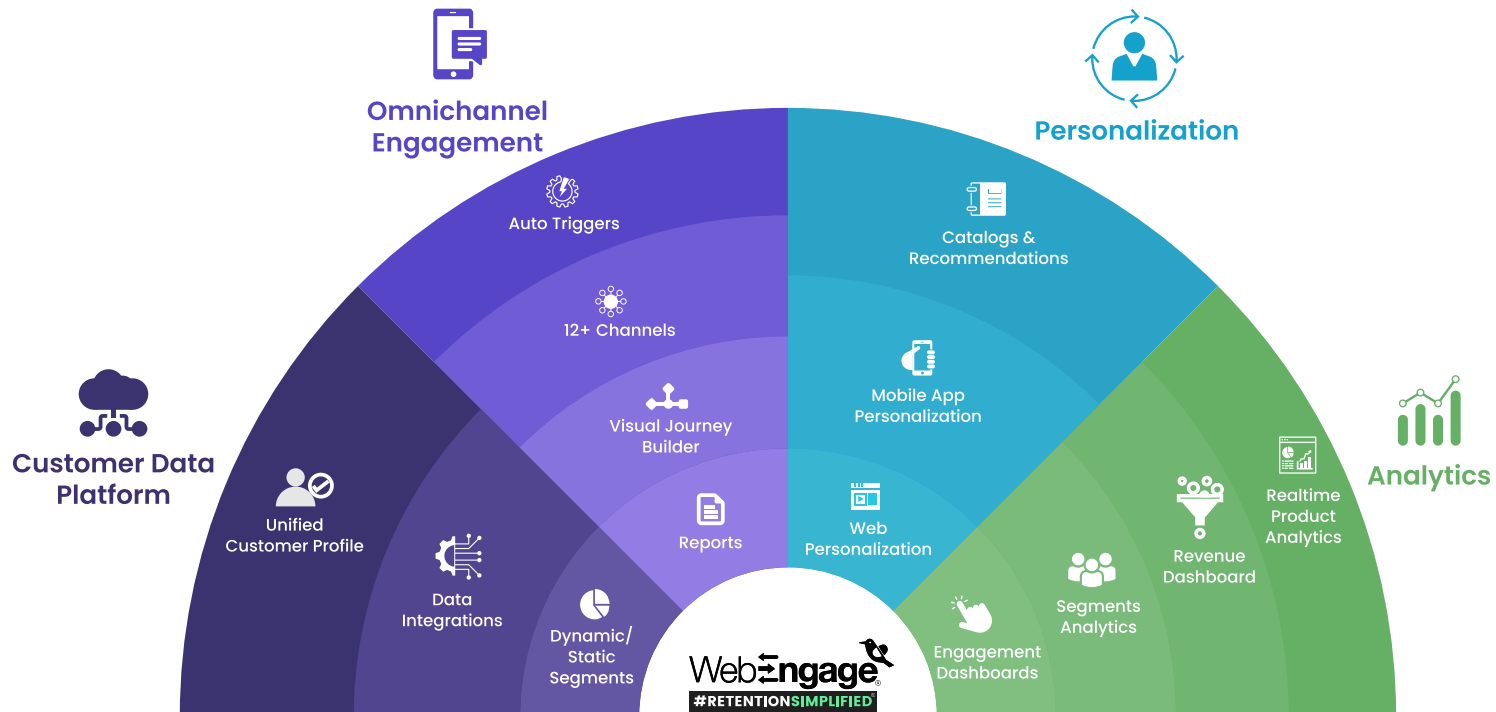 Omnichannel
Engagement
Personalization
Auto Triggers
Catalogs &
Recommendations
12+ Channels
Mobile App
Personalization
Visual Journey
Builder
Customer Data
Platform
Analytics
Unified
Customer Profile
Data
Integrations
Dynamic/
Static
Segments
Reports
Web
Personalization
Engagement
Dashboards
Segments
Analytics
Revenue
Dashboard
Realtime
Product
Analytics
WebEngage®
#RETENTIONSIMPLIFIED